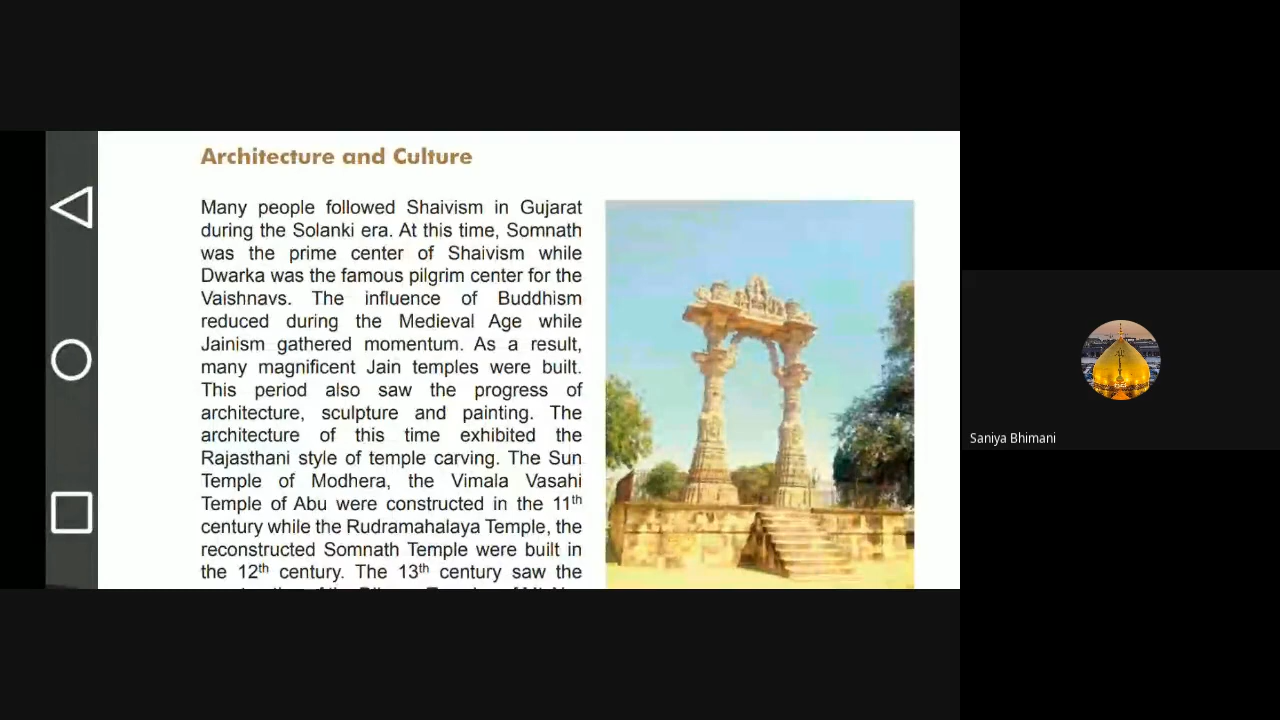 Architecture and Culture
Many people followed Shaivism in Gujarat
during the Solanki era. At this time, Somnath
was the prime center of Shaivism while
Dwarka was the famous pilgrim center for the
Vaishnavs. The influence of Buddhism
reduced during the Medieval Age while
Jainism gathered momentum. As a result,
many magnificent Jain temples were built.
This period also saw the progress of
architecture, sculpture and painting. The
architecture of this time exhibited the
Rajasthani style of temple carving. The Sun
Temple of Modhera, the Vimala Vasahi
Temple of Abu were constructed in the 11th
century while the Rudramahalaya Temple, the
reconstructed Somnath Temple were built in
the 12th century. The 13th century saw the
Saniya Bhimani